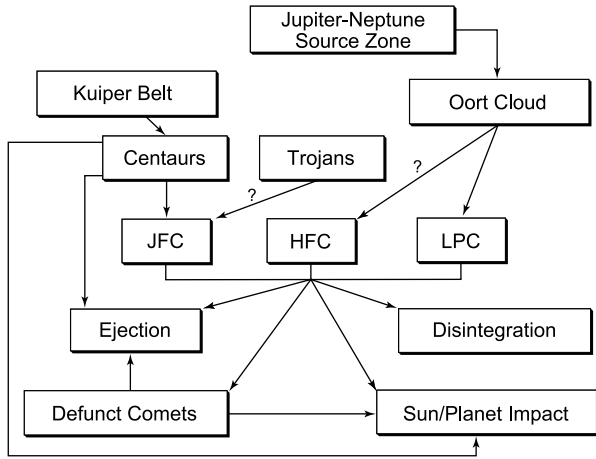 Jupiter-Neptune
Source Zone
Kuiper Belt
Oort Cloud
Centaurs
Trojans
?
?
JFC
HFC
LPC
Ejection
Disintegration
Defunct Comets
Sun/Planet Impact